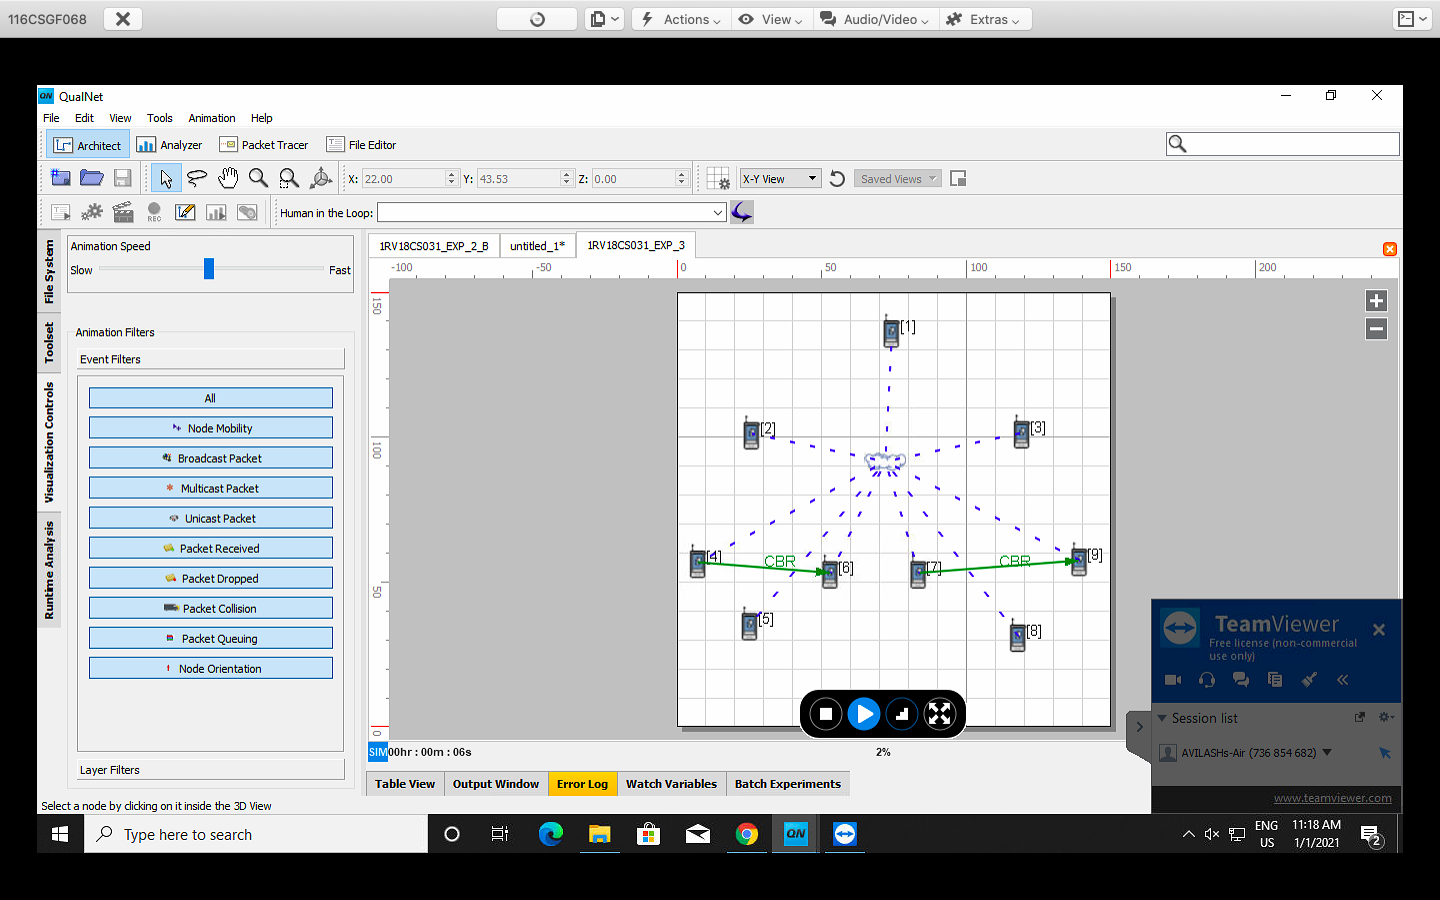 116CSGF068
Actions
View
Audio/Video
Extras
QN QualNet
File Edit View Tools Animation Help
Architect Analyzer Packet Tracer File Editor
X: 22.00 Y: 43.53 Z: 0.00 X-Y View Saved Views
REC Human in the Loop:
File System
Toolset
Visualization Controls
Runtime Analysis
Animation Speed
Slow Fast
Animation Filters
Event Filters
All
Node Mobility
Broadcast Packet
Multicast Packet
Unicast Packet
Packet Received
Packet Dropped
Packet Collision
Packet Queuing
Node Orientation
Layer Filters
1RV18CS031_EXP_2_B untitled_1* 1RV18CS031_EXP_3
-100 -50 0 50 100 150 200
150
100
50
0
[1]
[2] [3]
[4] CBR [6] [7] CBR [9]
[5] [8]
SIM 00hr : 00m : 06s 2%
Table View Output Window Error Log Watch Variables Batch Experiments
Select a node by clicking on it inside the 3D View
TeamViewer
Free license (non-commercial
use only)
Session list
AVILASHs-Air (736 854 682)
www.teamviewer.com
Type here to search
QN
ENG
US
11:18 AM
1/1/2021
2